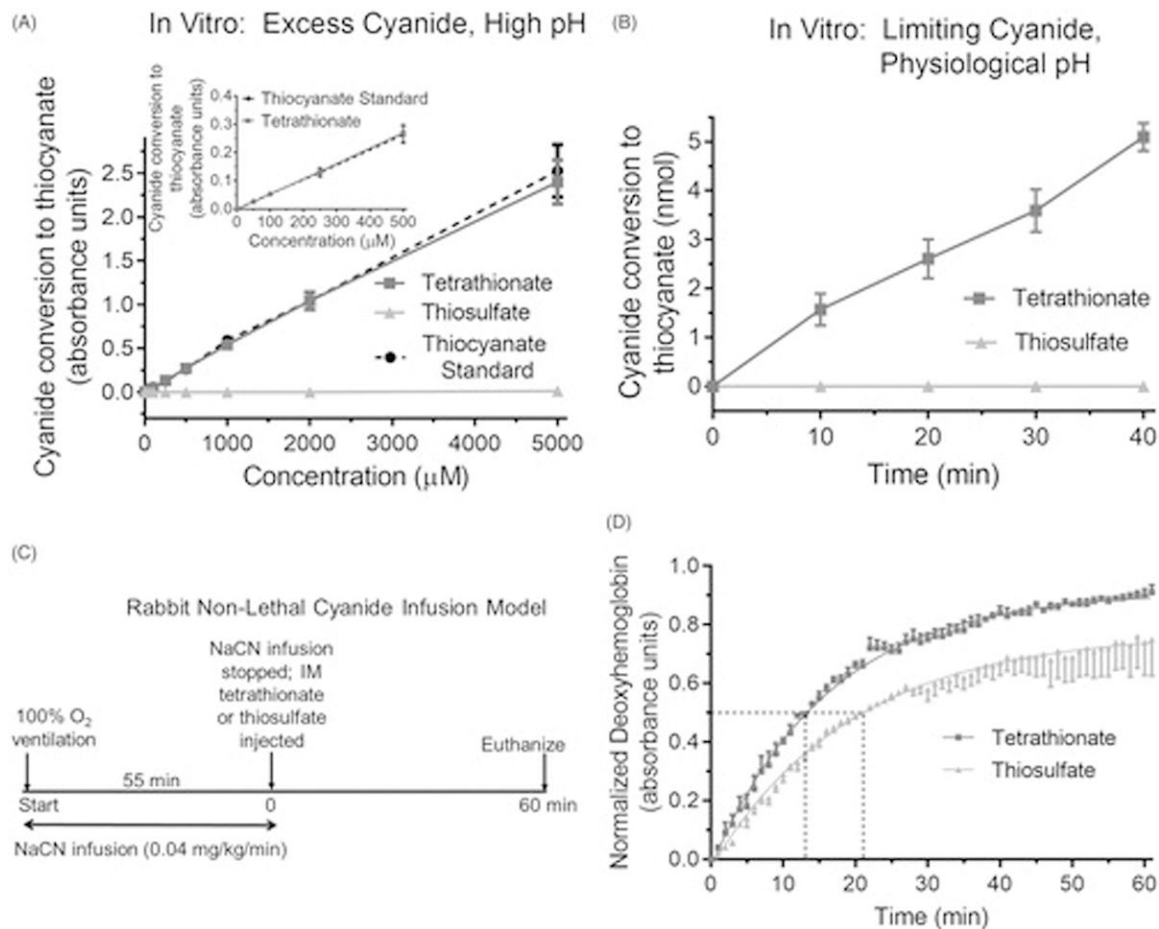 (A)
In Vitro: Excess Cyanide, High pH
Cyanide conversion to thiocyanate
(absorbance units)
2.5
2.0
1.5
1.0
0.5
0.0
0 1000 2000 3000 4000 5000
Concentration (μM)
Tetrathionate
Thiosulfate
Thiocyanate
Standard
Cyanide conversion to
thiocyanate
(absorbance units)
0.4
0.3
0.2
0.1
0.0
0 100 200 300 400 500
Concentration (μM)
Thiocyanate Standard
Tetrathionate
(B)
In Vitro: Limiting Cyanide,
Physiological pH
Cyanide conversion to
thiocyanate (nmol)
5
4
3
2
1
0
0 10 20 30 40
Time (min)
Tetrathionate
Thiosulfate
(C)
Rabbit Non-Lethal Cyanide Infusion Model
NaCN infusion
stopped; IM
tetrathionate
or thiosulfate
injected
100% O2
ventilation
Euthanize
55 min
Start 0 60 min
NaCN infusion (0.04 mg/kg/min)
(D)
Normalized Deoxyhemoglobin
(absorbance units)
1.0
0.8
0.6
0.4
0.2
0.0
0 10 20 30 40 50 60
Time (min)
Tetrathionate
Thiosulfate